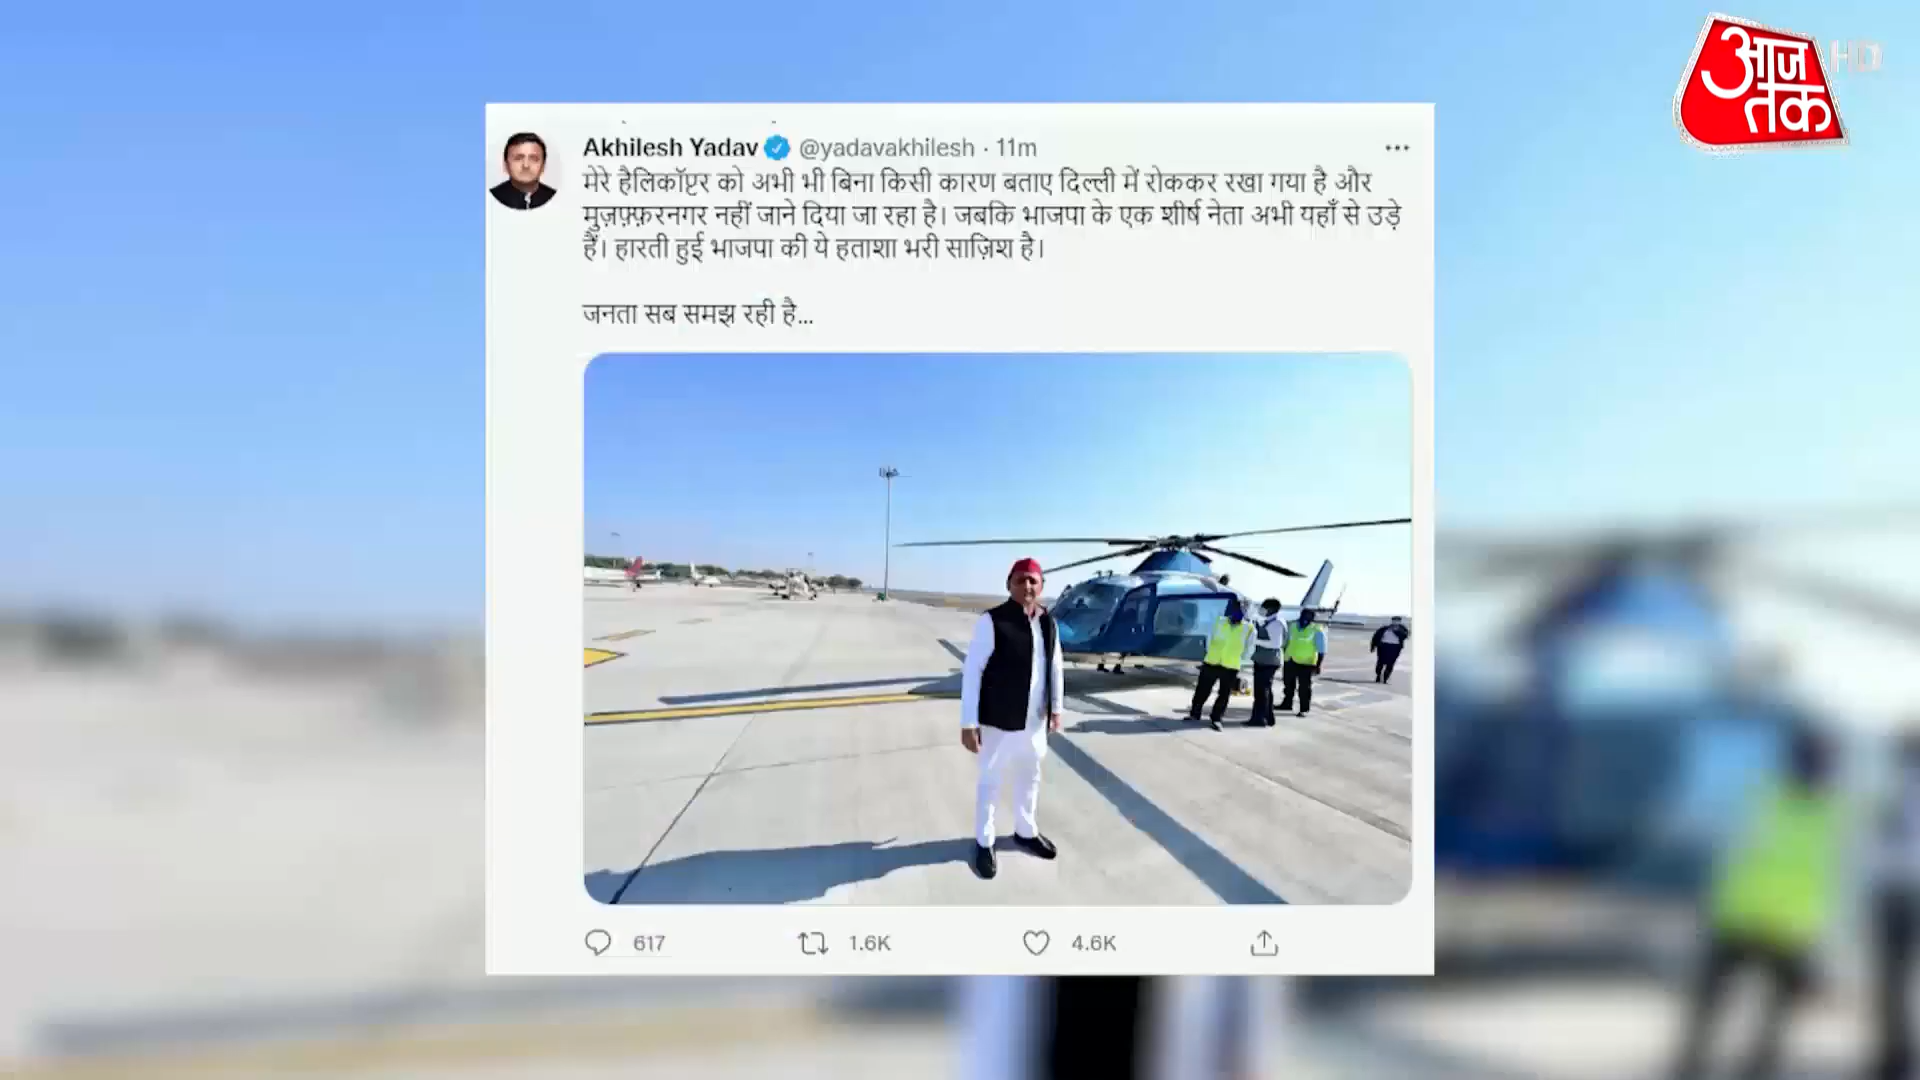 आज
तक
HD
Akhilesh Yadav @yadavakhilesh · 11m
मेरे हैलिकॉप्टर को अभी भी बिना किसी कारण बताए दिल्ली में रोककर रखा गया है और
मुज़फ़्फ़रनगर नहीं जाने दिया जा रहा है। जबकि भाजपा के एक शीर्ष नेता अभी यहाँ से उड़े
हैं। हारती हुई भाजपा की ये हताशा भरी साज़िश है।
जनता सब समझ रही है...
617 1.6K 4.6K